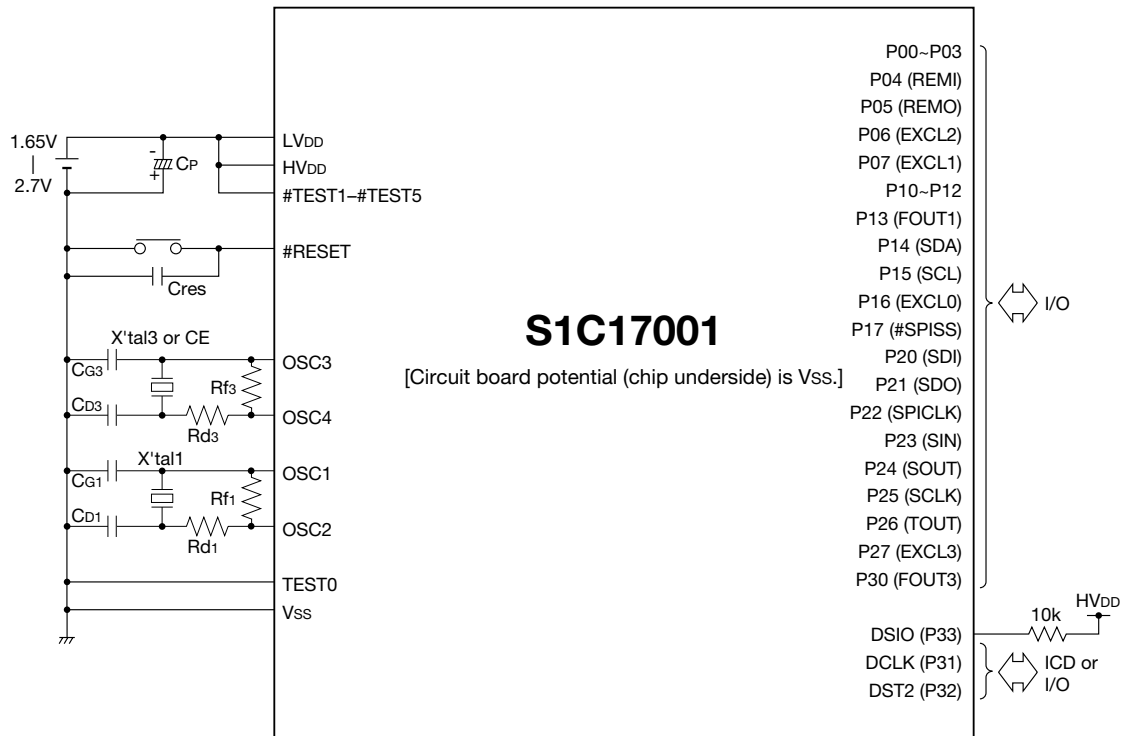 1.65V
|
2.7V
-
CP
+
LVDD
HVDD
#TEST1–#TEST5
#RESET
Cres
X'tal3 or CE
CG3
Rf3
OSC3
CD3
Rd3
OSC4
X'tal1
CG1
Rf1
OSC1
CD1
Rd1
OSC2
TEST0
VSS
S1C17001
[Circuit board potential (chip underside) is VSS.]
P00~P03
P04 (REMI)
P05 (REMO)
P06 (EXCL2)
P07 (EXCL1)
P10~P12
P13 (FOUT1)
P14 (SDA)
P15 (SCL)
P16 (EXCL0)
P17 (#SPISS)
P20 (SDI)
P21 (SDO)
P22 (SPICLK)
P23 (SIN)
P24 (SOUT)
P25 (SCLK)
P26 (TOUT)
P27 (EXCL3)
P30 (FOUT3)
I/O
DSIO (P33)
10k
HVDD
DCLK (P31)
DST2 (P32)
ICD or
I/O